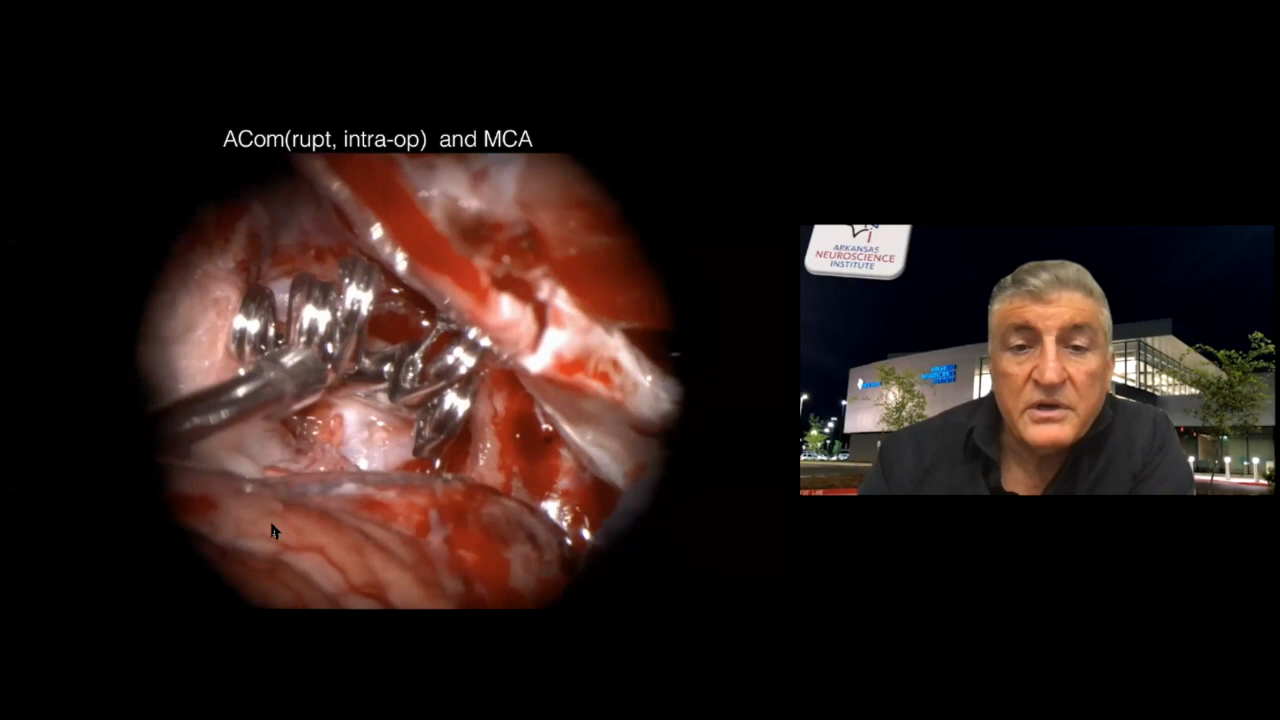 ACom(rupt, intra-op)  and MCA
ARKANSAS
NEUROSCIENCE
INSTITUTE